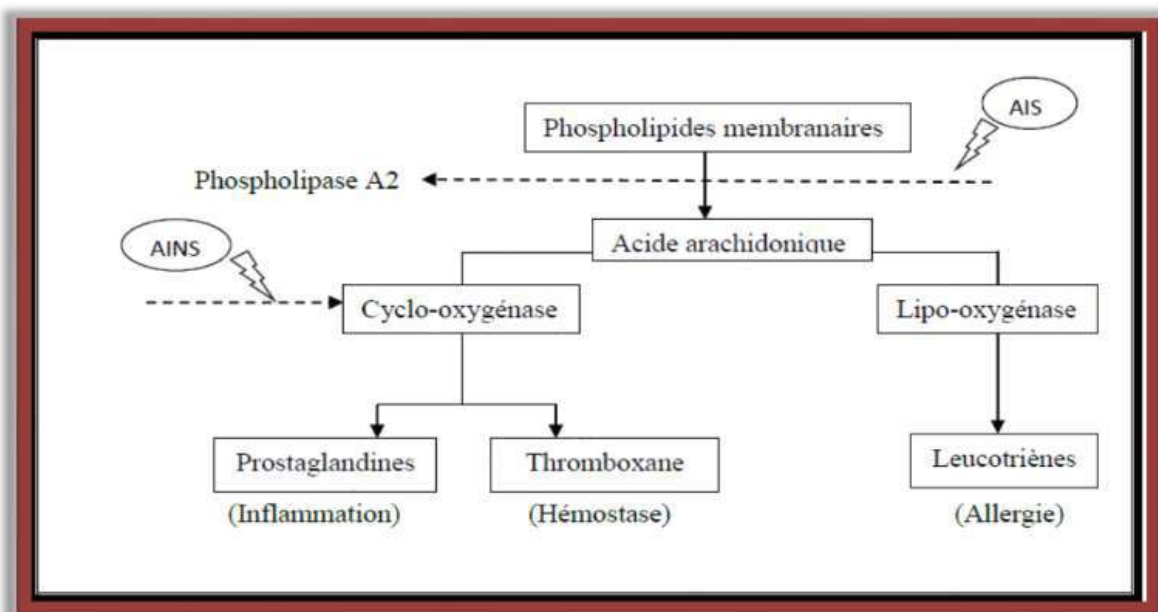 AIS
Phospholipides membranaires
Phospholipase A2
AINS
Acide arachidonique
Cyclo-oxygénase
Lipo-oxygénase
Prostaglandines
Thromboxane
Leucotriènes
(Inflammation)
(Hémostase)
(Allergie)